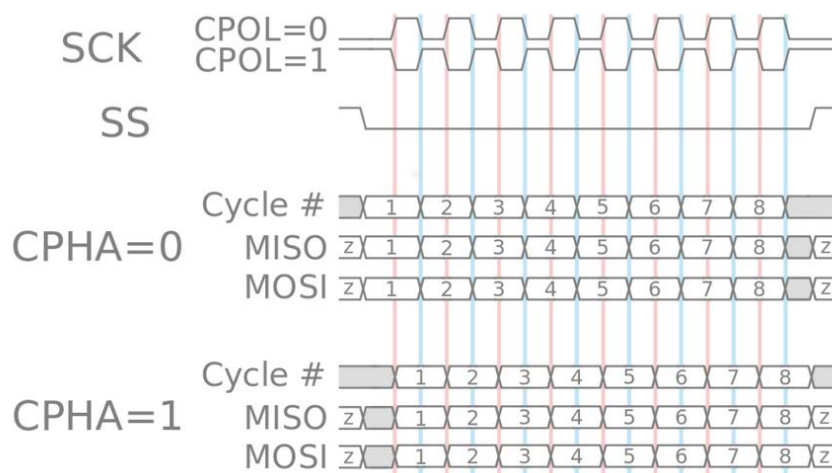 SCK CPOL=0
CPOL=1
SS
Cycle # 1 2 3 4 5 6 7 8
CPHA=0 MISO z 1 2 3 4 5 6 7 8 z
MOSI z 1 2 3 4 5 6 7 8 z
Cycle # 1 2 3 4 5 6 7 8
CPHA=1 MISO z 1 2 3 4 5 6 7 8 z
MOSI z 1 2 3 4 5 6 7 8 z